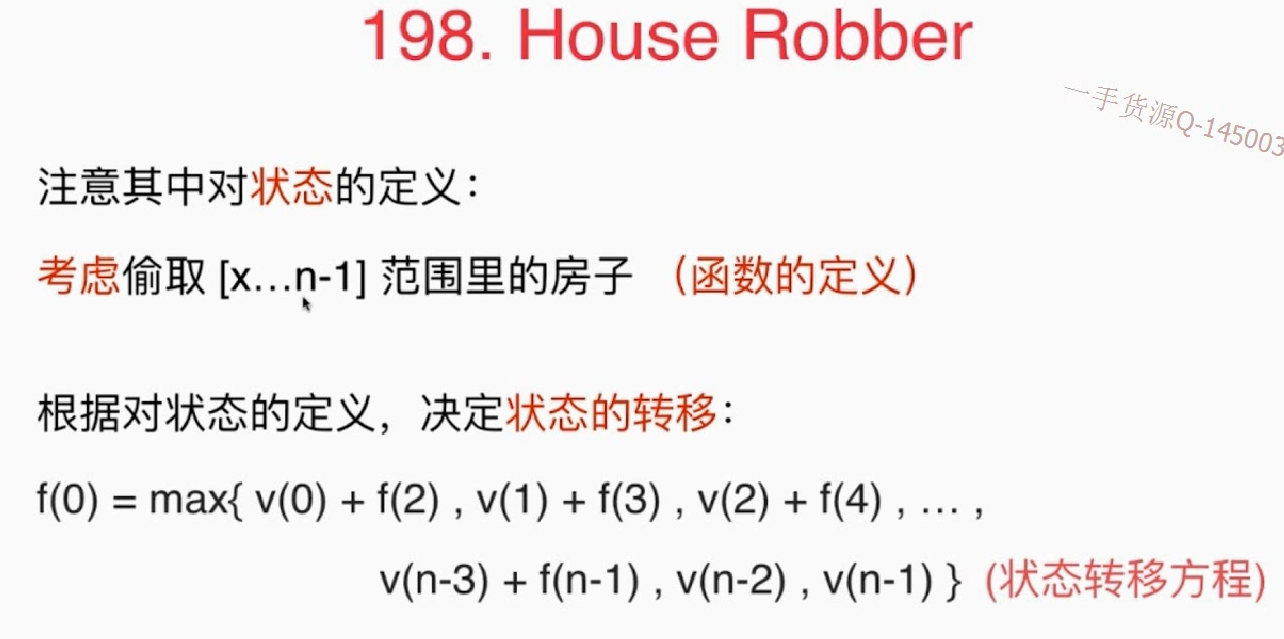 198. House Robber
一手货源Q-145003
注意其中对状态的定义：
考虑偷取 [x…n-1] 范围里的房子 （函数的定义）
根据对状态的定义，决定状态的转移：
f(0) = max{ v(0) + f(2) , v(1) + f(3) , v(2) + f(4) , … ,
v(n-3) + f(n-1) , v(n-2) , v(n-1) } (状态转移方程)